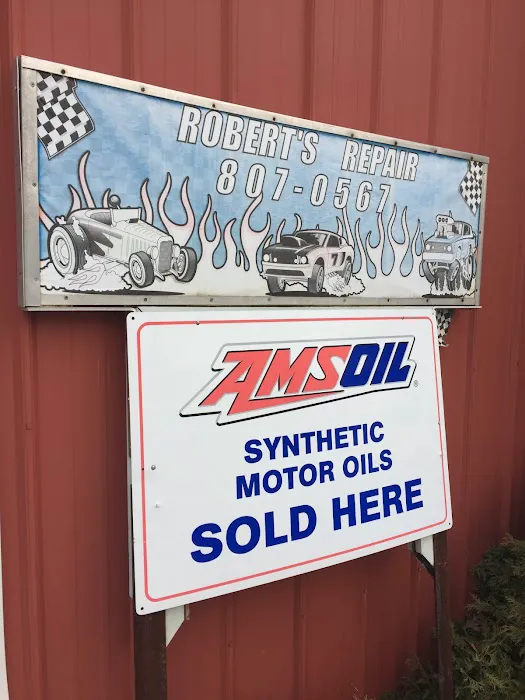 ROBERT'S REPAIR
807-0567
AMSOIL®
SYNTHETIC
MOTOR OILS
SOLD HERE